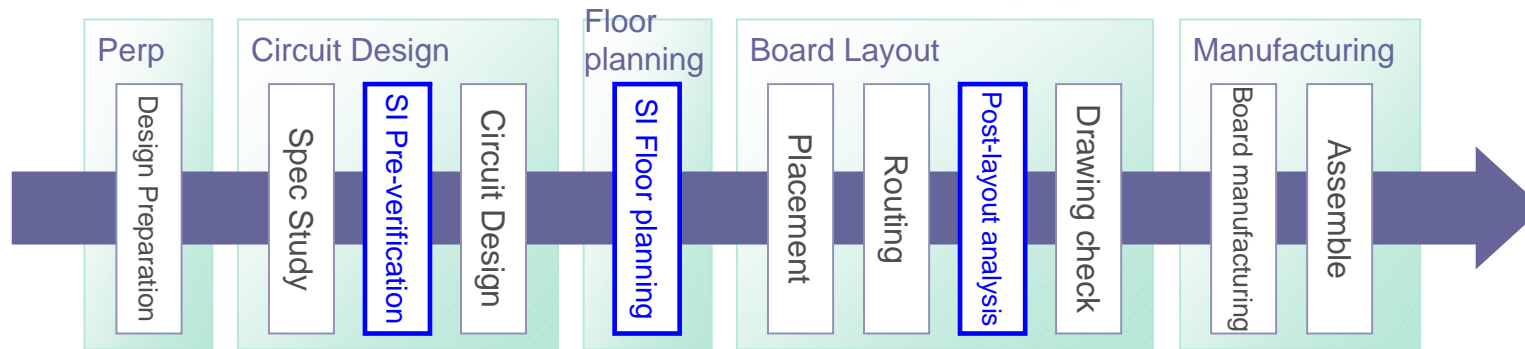 Perp
Circuit Design
Floor
planning
Board Layout
Manufacturing
Design Preparation
Spec Study
SI Pre-verification
Circuit Design
SI Floor planning
Placement
Routing
Post-layout analysis
Drawing check
Board manufacturing
Assemble